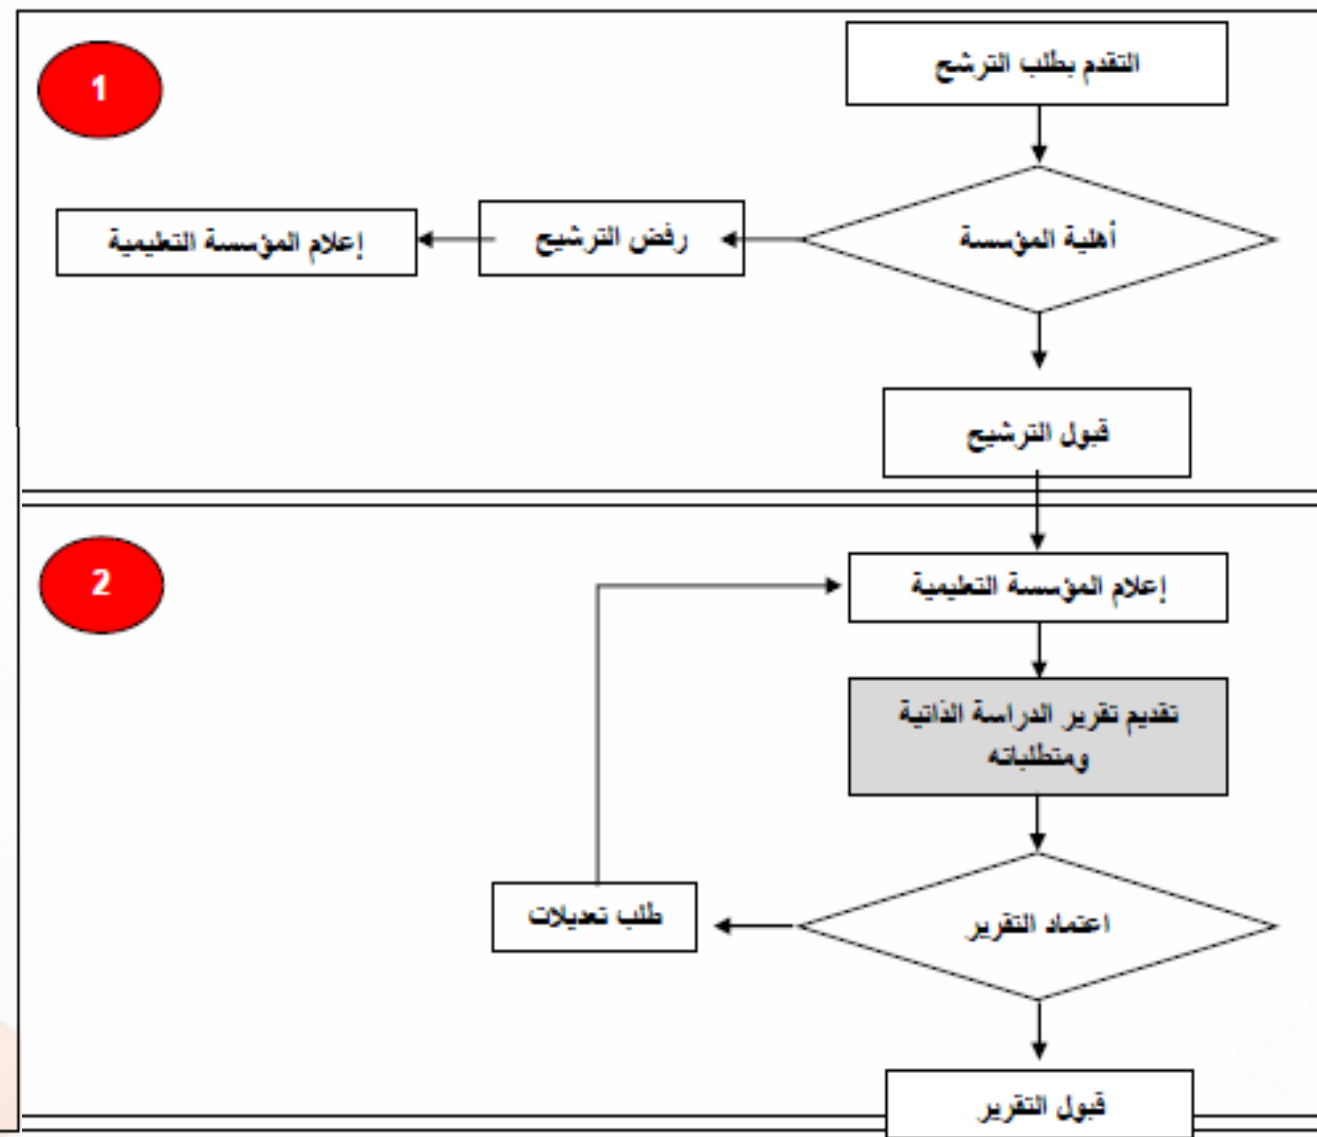 1
التقدم بطلب الترشح
أهلية المؤسسة
رفض الترشيح
إعلام المؤسسة التعليمية
قبول الترشيح
2
إعلام المؤسسة التعليمية
تقديم تقرير الدراسة الذاتية
ومتطلباته
اعتماد التقرير
طلب تعديلات
قبول التقرير